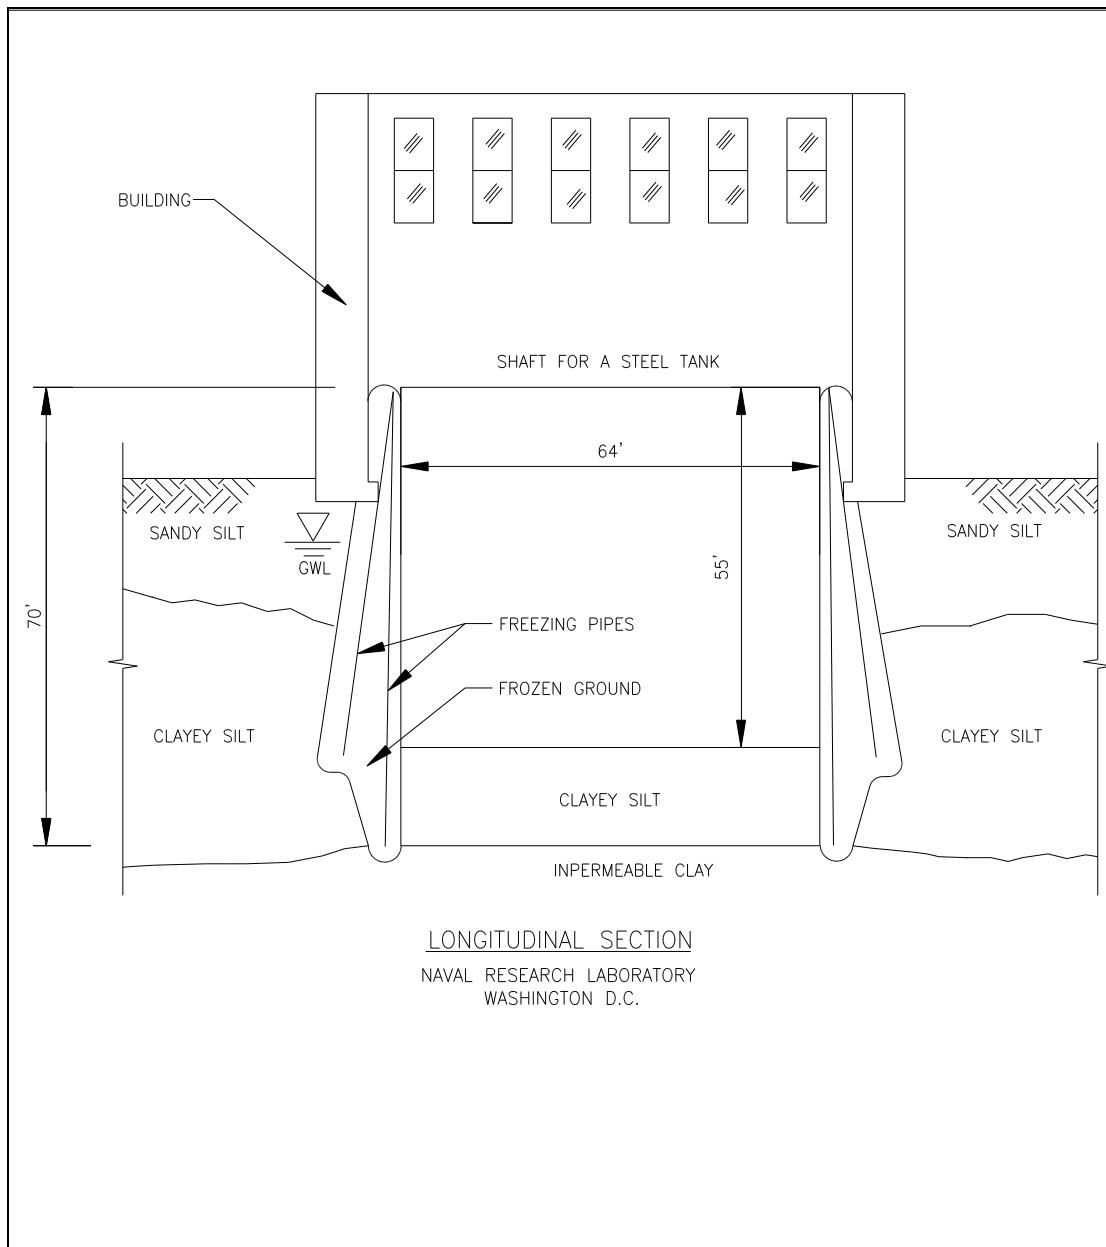 BUILDING
SHAFT FOR A STEEL TANK
64'
SANDY SILT
SANDY SILT
GWL
55'
70'
FREEZING PIPES
FROZEN GROUND
CLAYEY SILT
CLAYEY SILT
CLAYEY SILT
INPERMEABLE CLAY
LONGITUDINAL SECTION
NAVAL RESEARCH LABORATORY
WASHINGTON D.C.